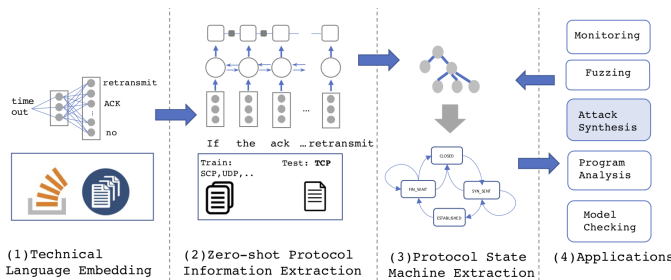 time
out
retransmit
ACK
no
If the ack ... retransmit
Train:
SCP,UDP,..
Test: TCP
CLOSED
FIN_WAIT
SYN_SENT
ESTABLISHED
Monitoring
Fuzzing
Attack
Synthesis
Program
Analysis
Model
Checking
(1)Technical
Language Embedding
(2)Zero-shot Protocol
Information Extraction
(3)Protocol State
Machine Extraction
(4)Applications